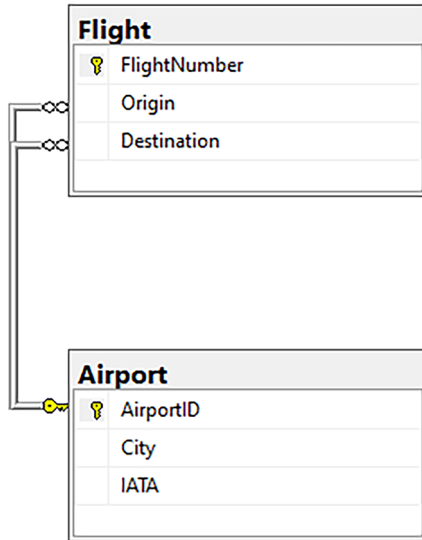 Flight
FlightNumber
Origin
Destination
Airport
AirportID
City
IATA